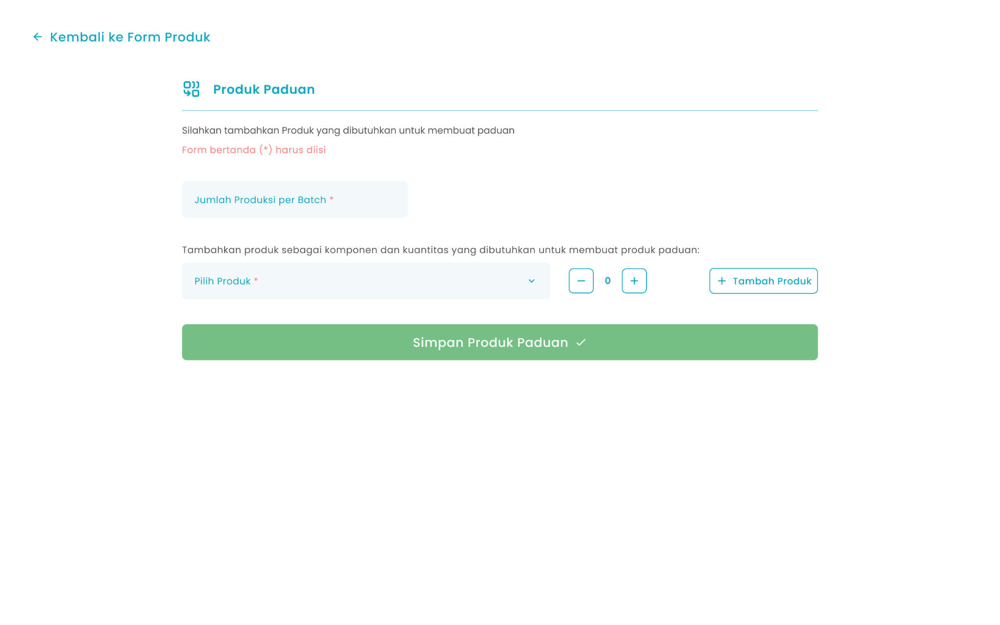 Kembali ke Form Produk
Produk Paduan
Silahkan tambahkan Produk yang dibutuhkan untuk membuat paduan
Form bertanda (*) harus diisi
Jumlah Produksi per Batch *
Tambahkan produk sebagai komponen dan kuantitas yang dibutuhkan untuk membuat produk paduan:
Pilih Produk * − 0 + + Tambah Produk
Simpan Produk Paduan